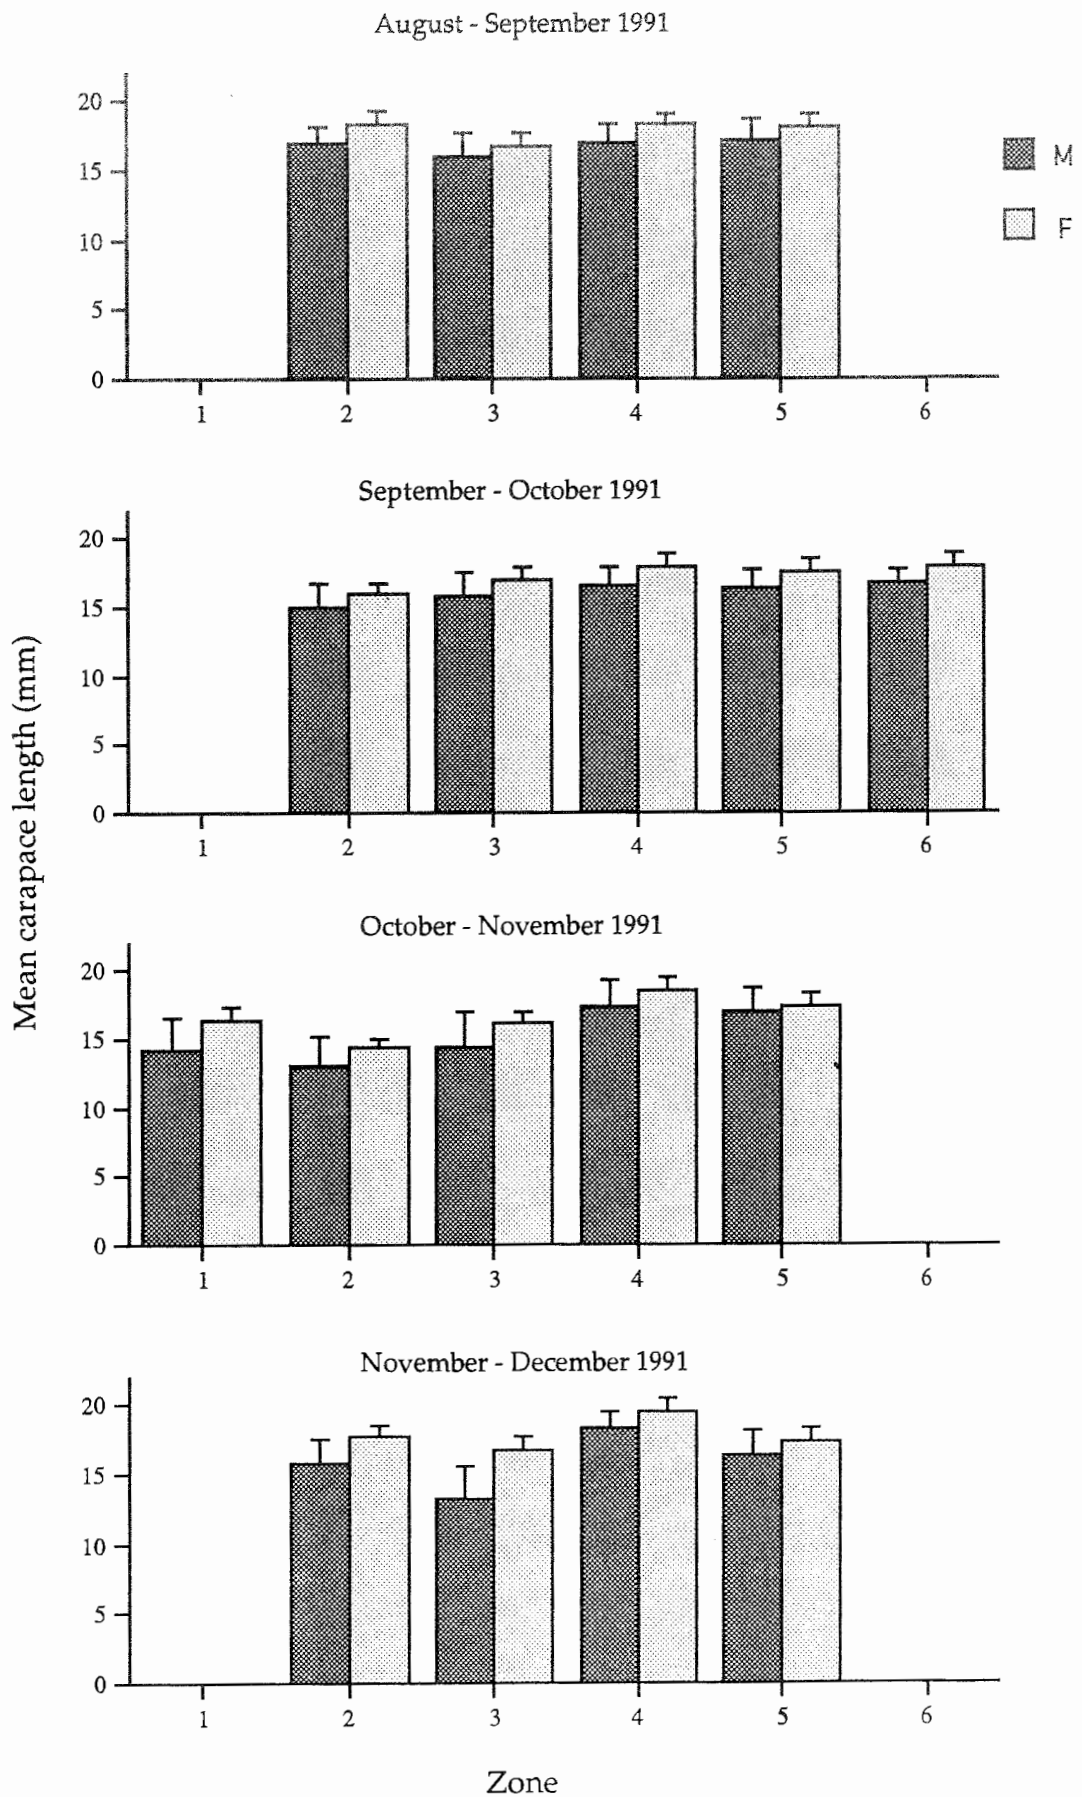 August - September 1991
20
15
10
5
0
1 2 3 4 5 6
M
F
September - October 1991
20
15
10
5
0
1 2 3 4 5 6
Mean carapace length (mm)
October - November 1991
20
15
10
5
0
1 2 3 4 5 6
November - December 1991
20
15
10
5
0
1 2 3 4 5 6
Zone